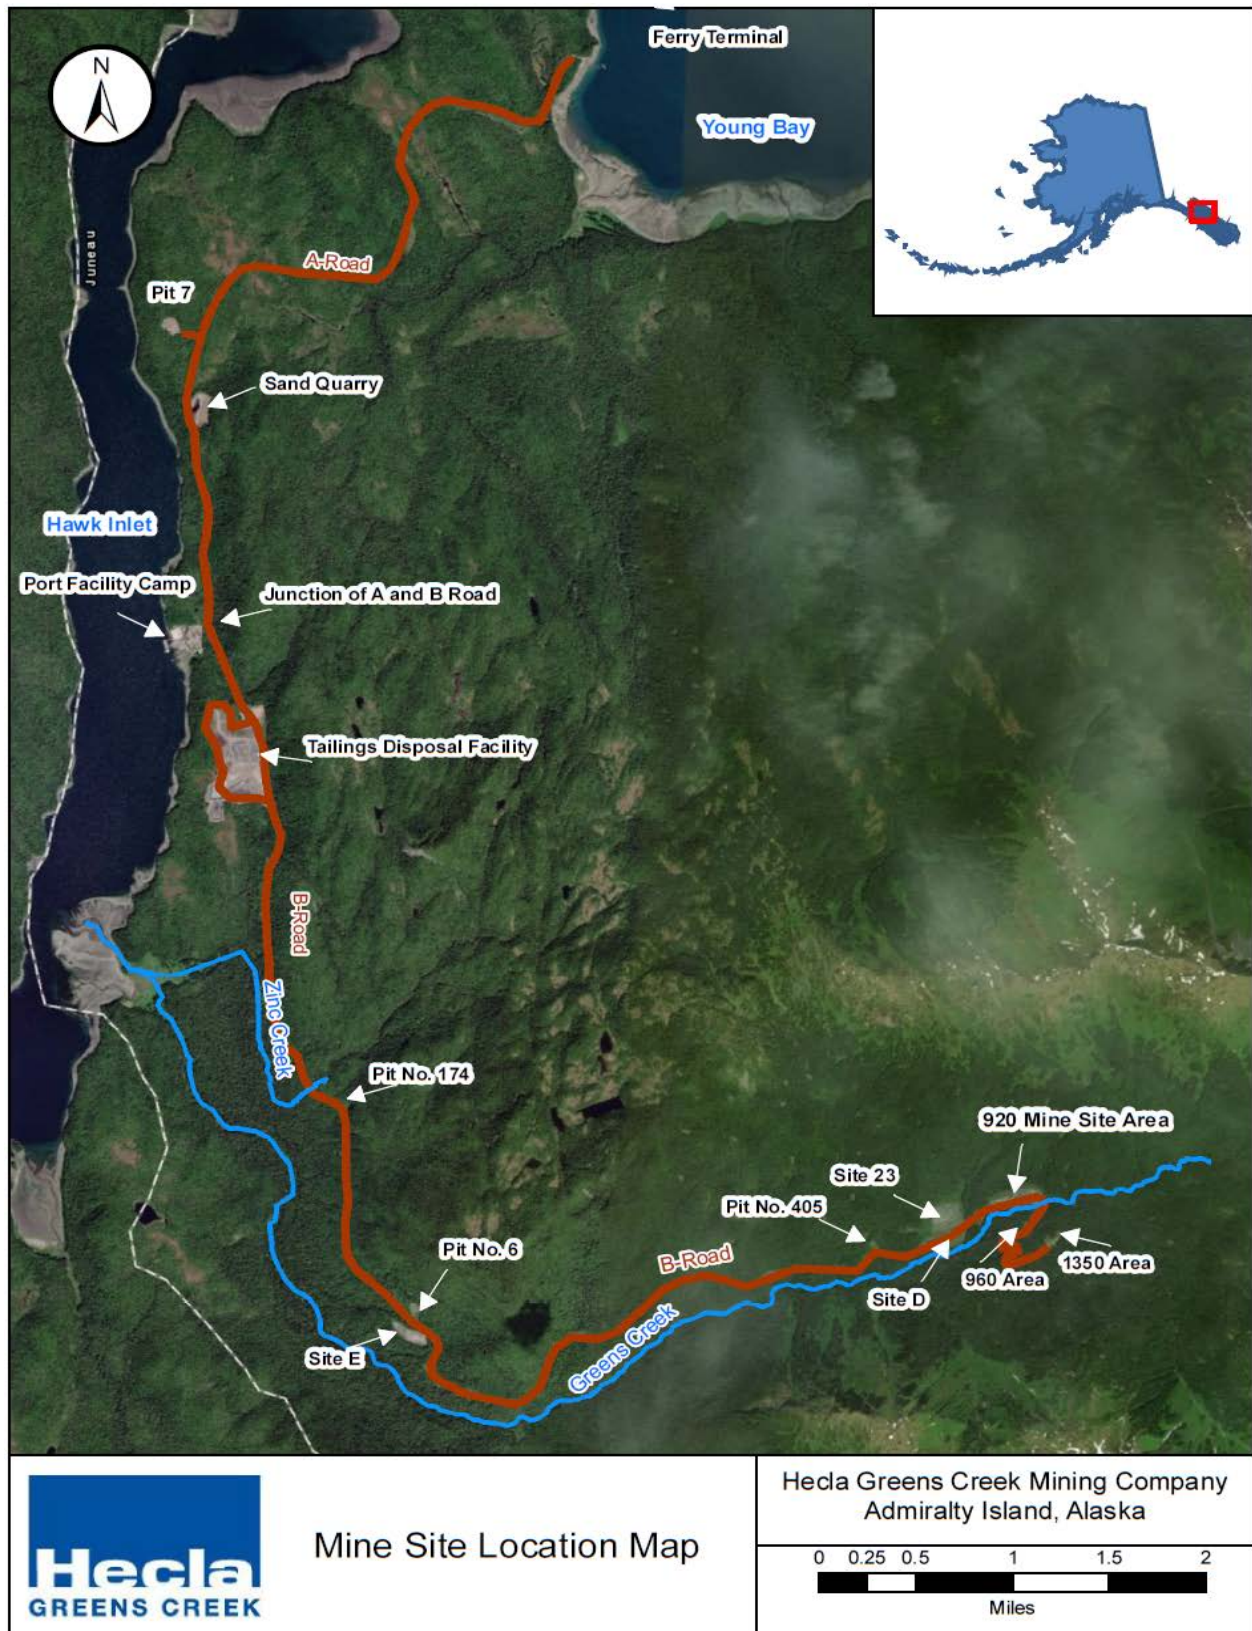 Ferry Terminal
N
Young Bay
Juneau
A-Road
Pit 7
Sand Quarry
Hawk Inlet
Port Facility Camp
Junction of A and B Road
Tailings Disposal Facility
B-Road
Zinc Creek
Pit No. 174
920 Mine Site Area
Site 23
Pit No. 405
Pit No. 6
B-Road
1350 Area
960 Area
Site D
Site E
Greens Creek
Hecla
GREENS CREEK
Mine Site Location Map
Hecla Greens Creek Mining Company
Admiralty Island, Alaska
0 0.25 0.5 1 1.5 2
Miles